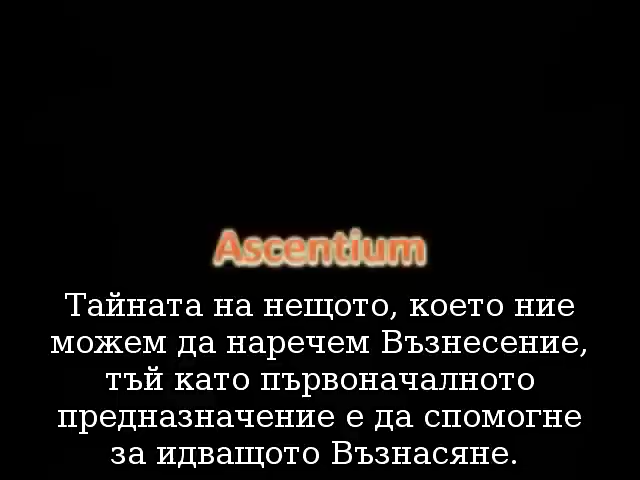 Ascentium
Тайната на нещото, което ние
можем да наречем Възнесение,
тъй като първоначалното
предназначение е да спомогне
за идващото Възнасяне.